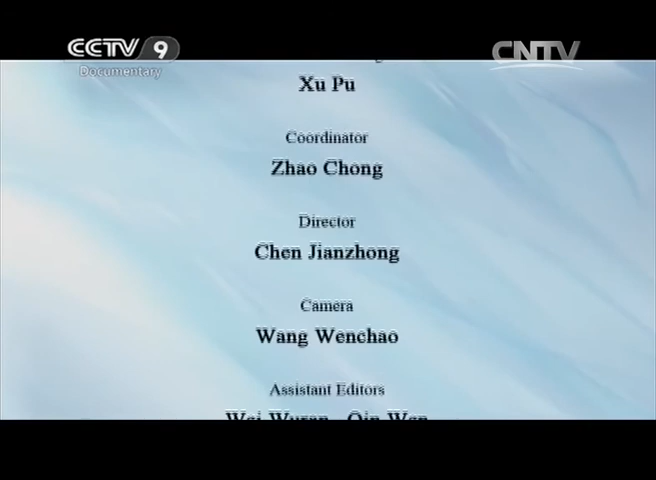 CCTV 9
Documentary
CNTV
Xu Pu
Coordinator
Zhao Chong
Director
Chen Jianzhong
Camera
Wang Wenchao
Assistant Editors